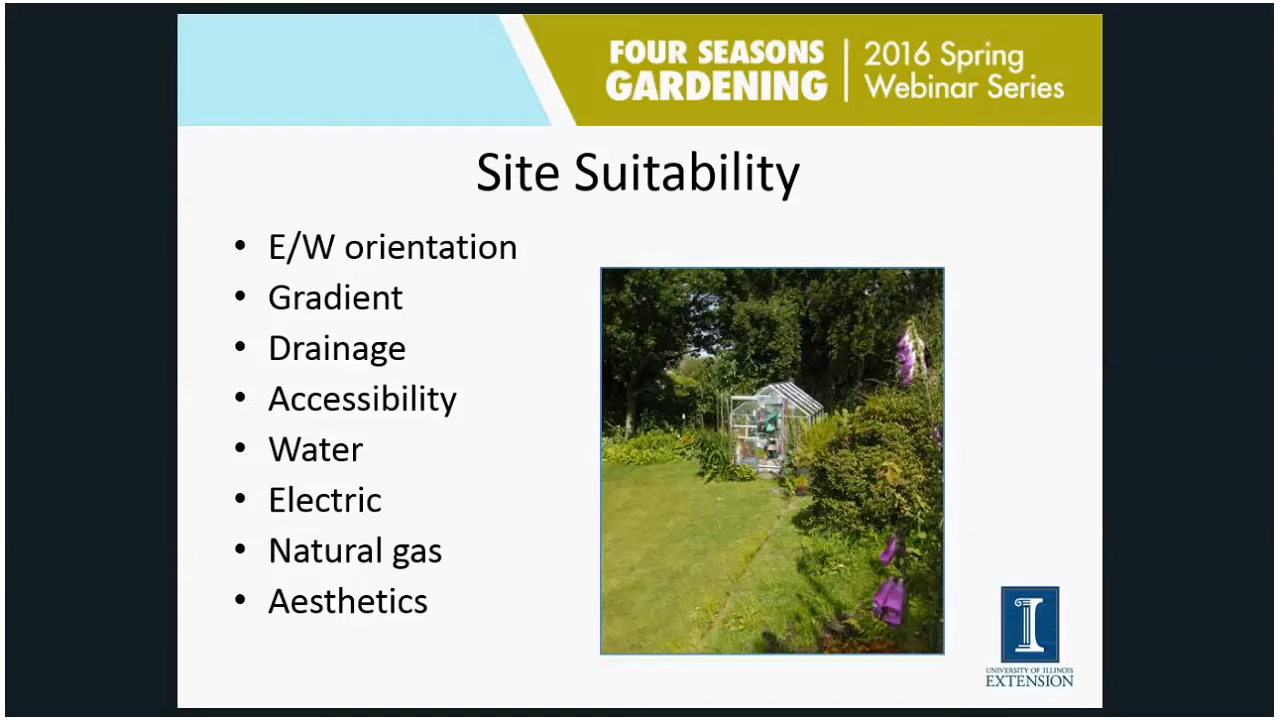 FOUR SEASONS
GARDENING
2016 Spring
Webinar Series
Site Suitability
• E/W orientation
• Gradient
• Drainage
• Accessibility
• Water
• Electric
• Natural gas
• Aesthetics
I
UNIVERSITY OF ILLINOIS
EXTENSION